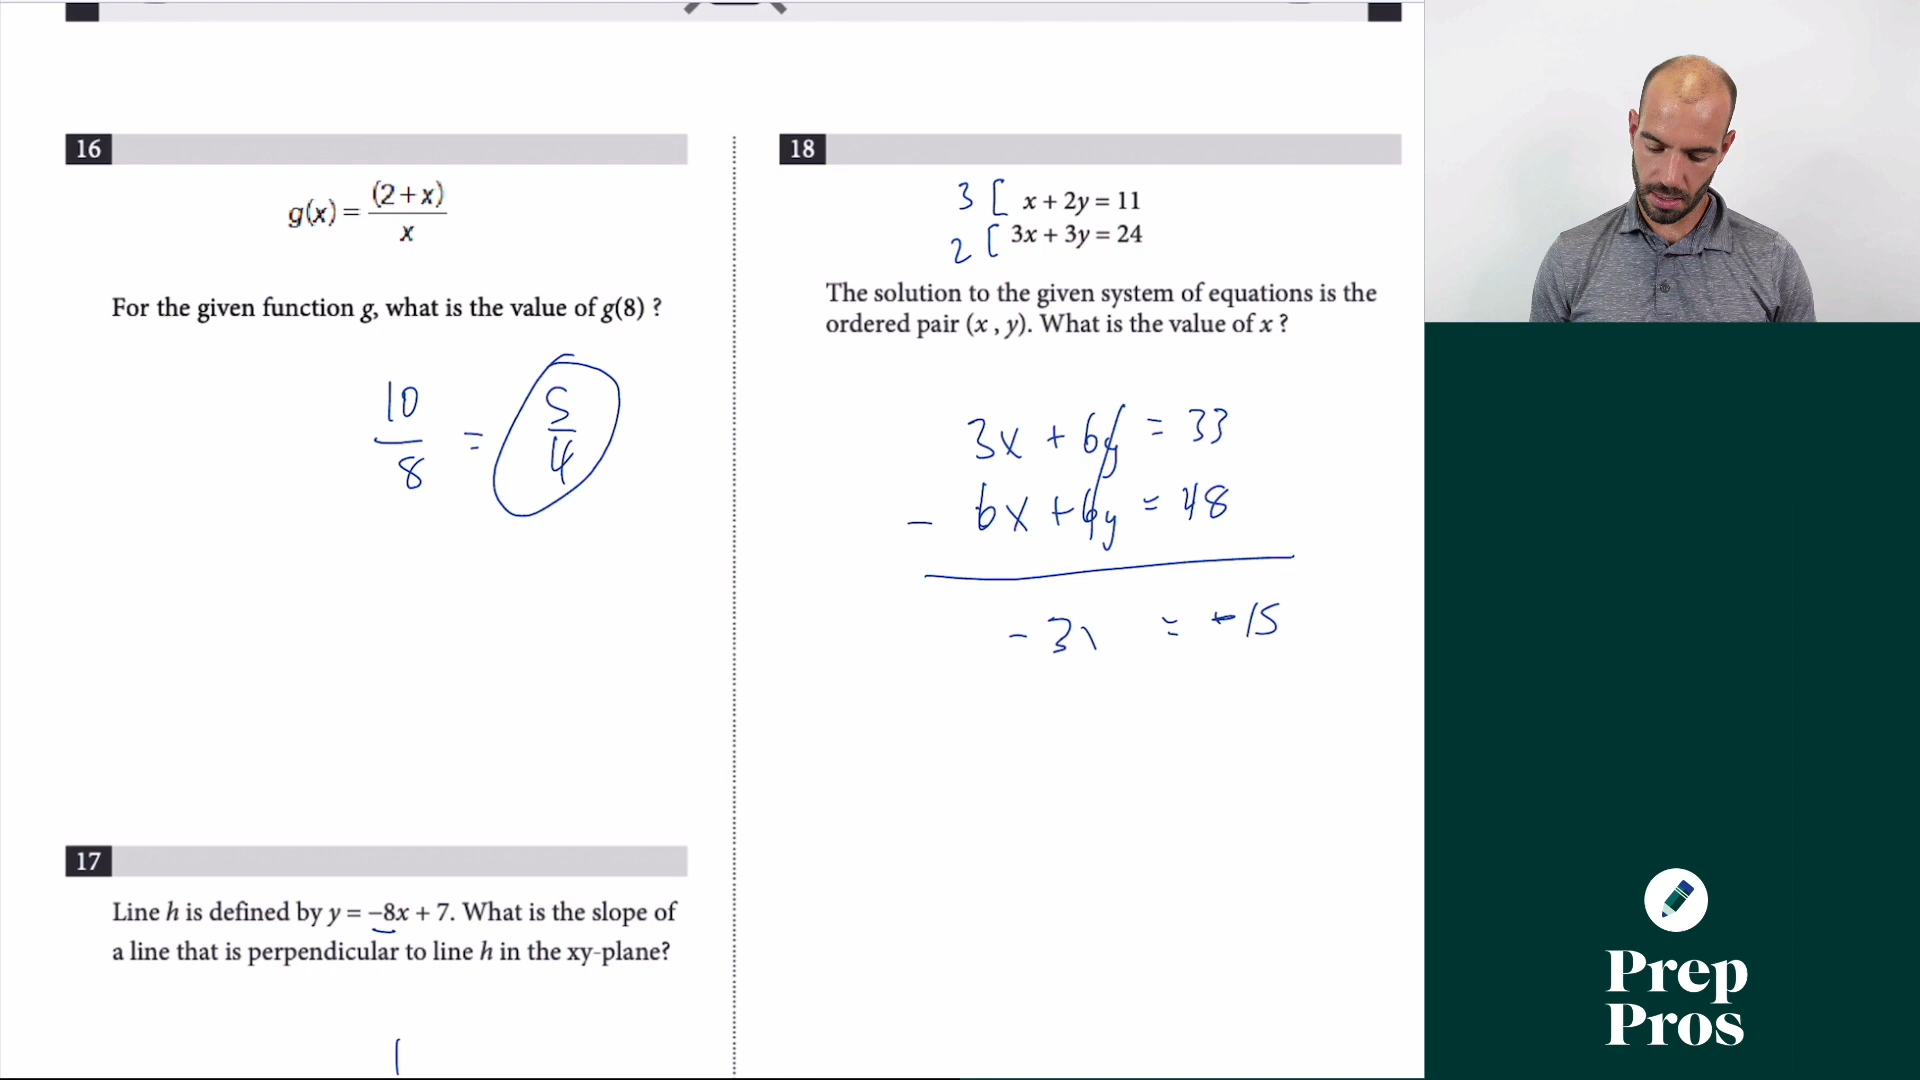 16
g(x) = (2+x)/x
For the given function g, what is the value of g(8) ?
10/8 = 5/4
17
Line h is defined by y = −8x + 7. What is the slope of
a line that is perpendicular to line h in the xy-plane?
1
18
3 [ x + 2y = 11
2 [ 3x + 3y = 24
The solution to the given system of equations is the
ordered pair (x , y). What is the value of x ?
3x + 6y = 33
- 6x + 6y = 48
-3x = -15
Prep
Pros